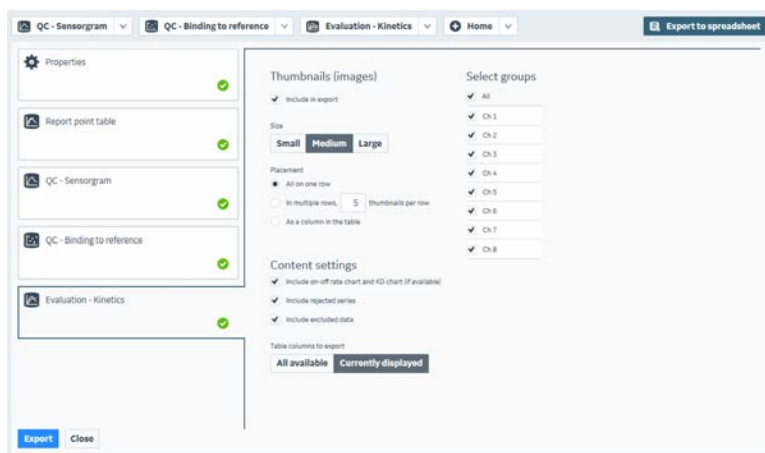 QC - Sensorgram
QC - Binding to reference
Evaluation - Kinetics
Home
Export to spreadsheet
Properties
Report point table
QC - Sensorgram
QC - Binding to reference
Evaluation - Kinetics
Thumbnails (images)
Include in export
Size
Small Medium Large
Placement
All on one row
In multiple rows, 5 thumbnails per row
As a column in the table
Content settings
Include on-off rate chart and KD chart (if available)
Include rejected series
Include excluded data
Table columns to export
All available Currently displayed
Select groups
All
Ch 1
Ch 2
Ch 3
Ch 4
Ch 5
Ch 6
Ch 7
Ch 8
Export Close